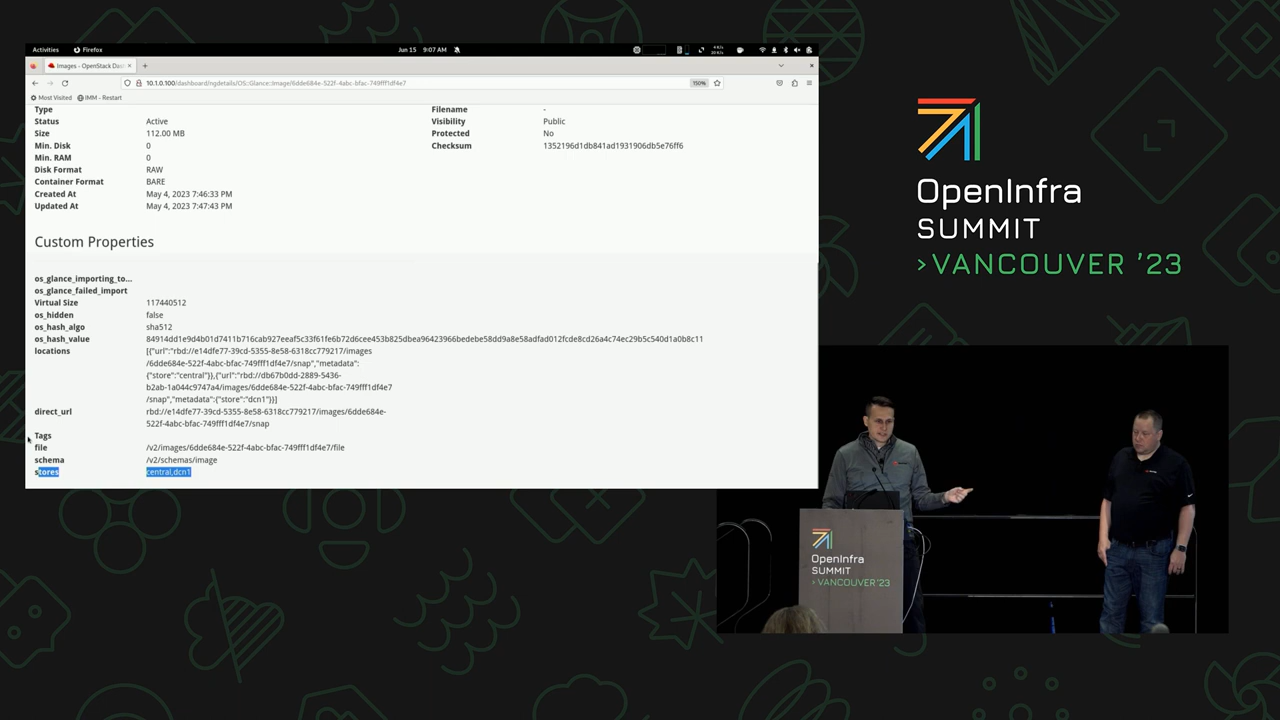 Activities Firefox Jun 15 9:07 AM
Images - OpenStack Das
10.1.0.100/dashboard/ngdetails/OS::Glance::Image/6dde684e-522f-4abc-bfac-749fff1df4e7 150%
Most Visited IMM - Restart
Type
Status Active
Size 112.00 MB
Min. Disk 0
Min. RAM 0
Disk Format RAW
Container Format BARE
Created At May 4, 2023 7:46:33 PM
Updated At May 4, 2023 7:47:43 PM
Filename -
Visibility Public
Protected No
Checksum 1352196d1db841ad1931906db5e76ff6
Custom Properties
os_glance_importing_to...
os_glance_failed_import
Virtual Size 117440512
os_hidden false
os_hash_algo sha512
os_hash_value 84914dd1e9d4b01d7411b716cab927eeaf5c33f61fe6b72d6cee453b825dbea96423966bedebe58dd9a8e58adfad012fcde8cd26a4c74ec29b5c540d1a0b8c11
locations [{"url":"rbd://e14dfe77-39cd-5355-8e58-6318cc779217/images
/6dde684e-522f-4abc-bfac-749fff1df4e7/snap","metadata":
{"store":"central"}},{"url":"rbd://db67b0dd-2889-5436-
b2ab-1a044c9747a4/images/6dde684e-522f-4abc-bfac-749fff1df4e7
/snap","metadata":{"store":"dcn1"}}]
direct_url rbd://e14dfe77-39cd-5355-8e58-6318cc779217/images/6dde684e-
522f-4abc-bfac-749fff1df4e7/snap
Tags
file /v2/images/6dde684e-522f-4abc-bfac-749fff1df4e7/file
schema /v2/schemas/image
stores central,dcn1
OpenInfra
SUMMIT
>VANCOUVER '23
OpenInfra
SUMMIT
>VANCOUVER '23